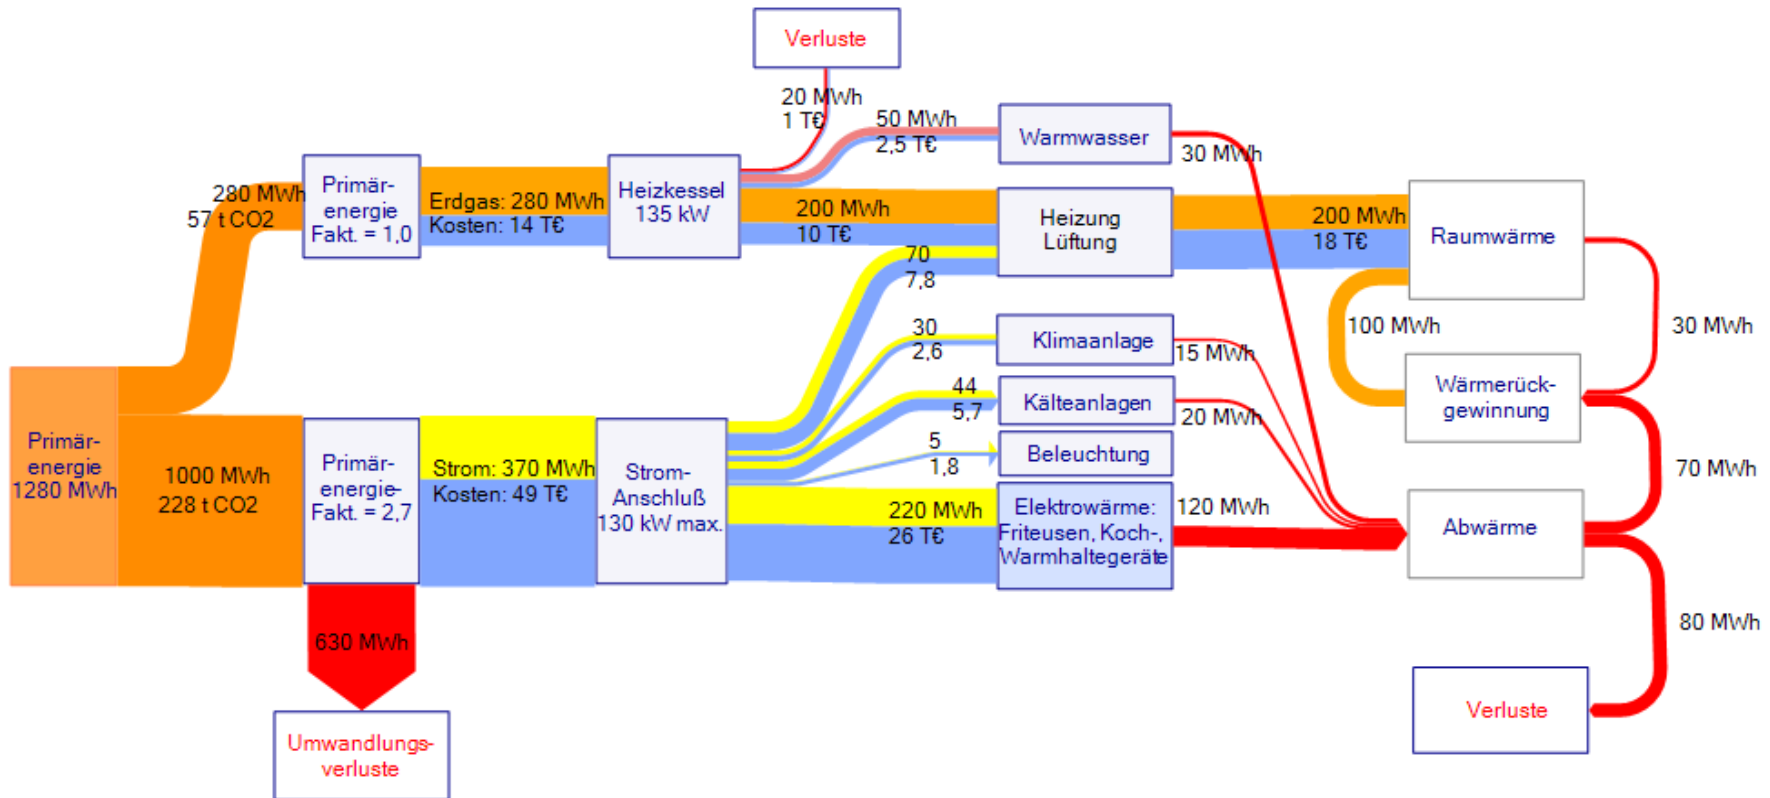 Verluste
20 MWh
1 T€
50 MWh
2,5 T€
Warmwasser
30 MWh
280 MWh
57 t CO2
Primär-
energie
Fakt. = 1,0
Erdgas: 280 MWh
Kosten: 14 T€
Heizkessel
135 kW
200 MWh
10 T€
Heizung
Lüftung
200 MWh
18 T€
Raumwärme
70
7,8
30
2,6
Klimaanlage
15 MWh
100 MWh
30 MWh
Wärmerück-
gewinnung
44
5,7
Kälteanlagen
20 MWh
5
1,8
Beleuchtung
Primär-
energie
1280 MWh
1000 MWh
228 t CO2
Primär-
energie-
Fakt. = 2,7
Strom: 370 MWh
Kosten: 49 T€
Strom-
Anschluß
130 kW max.
220 MWh
26 T€
Elektrowärme:
Friteusen, Koch-,
Warmhaltegeräte
120 MWh
Abwärme
70 MWh
80 MWh
630 MWh
Umwandlungs-
verluste
Verluste